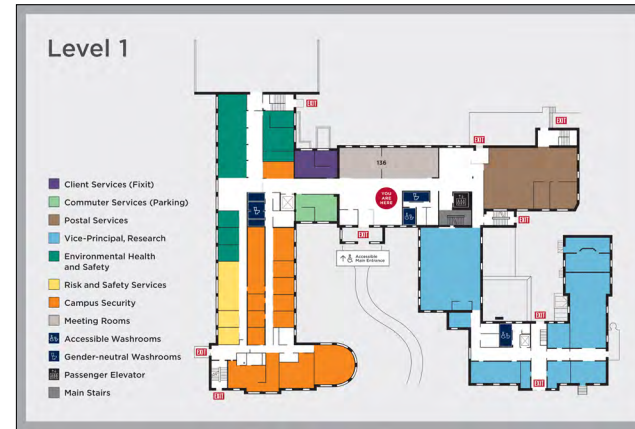 Level 1
EXIT
EXIT
EXIT
136
YOU
ARE
HERE
EXIT
EXIT
Accessible
Main Entrance
EXIT
EXIT
EXIT
EXIT
Client Services (Fixit)
Commuter Services (Parking)
Postal Services
Vice-Principal, Research
Environmental Health
and Safety
Risk and Safety Services
Campus Security
Meeting Rooms
Accessible Washrooms
Gender-neutral Washrooms
Passenger Elevator
Main Stairs